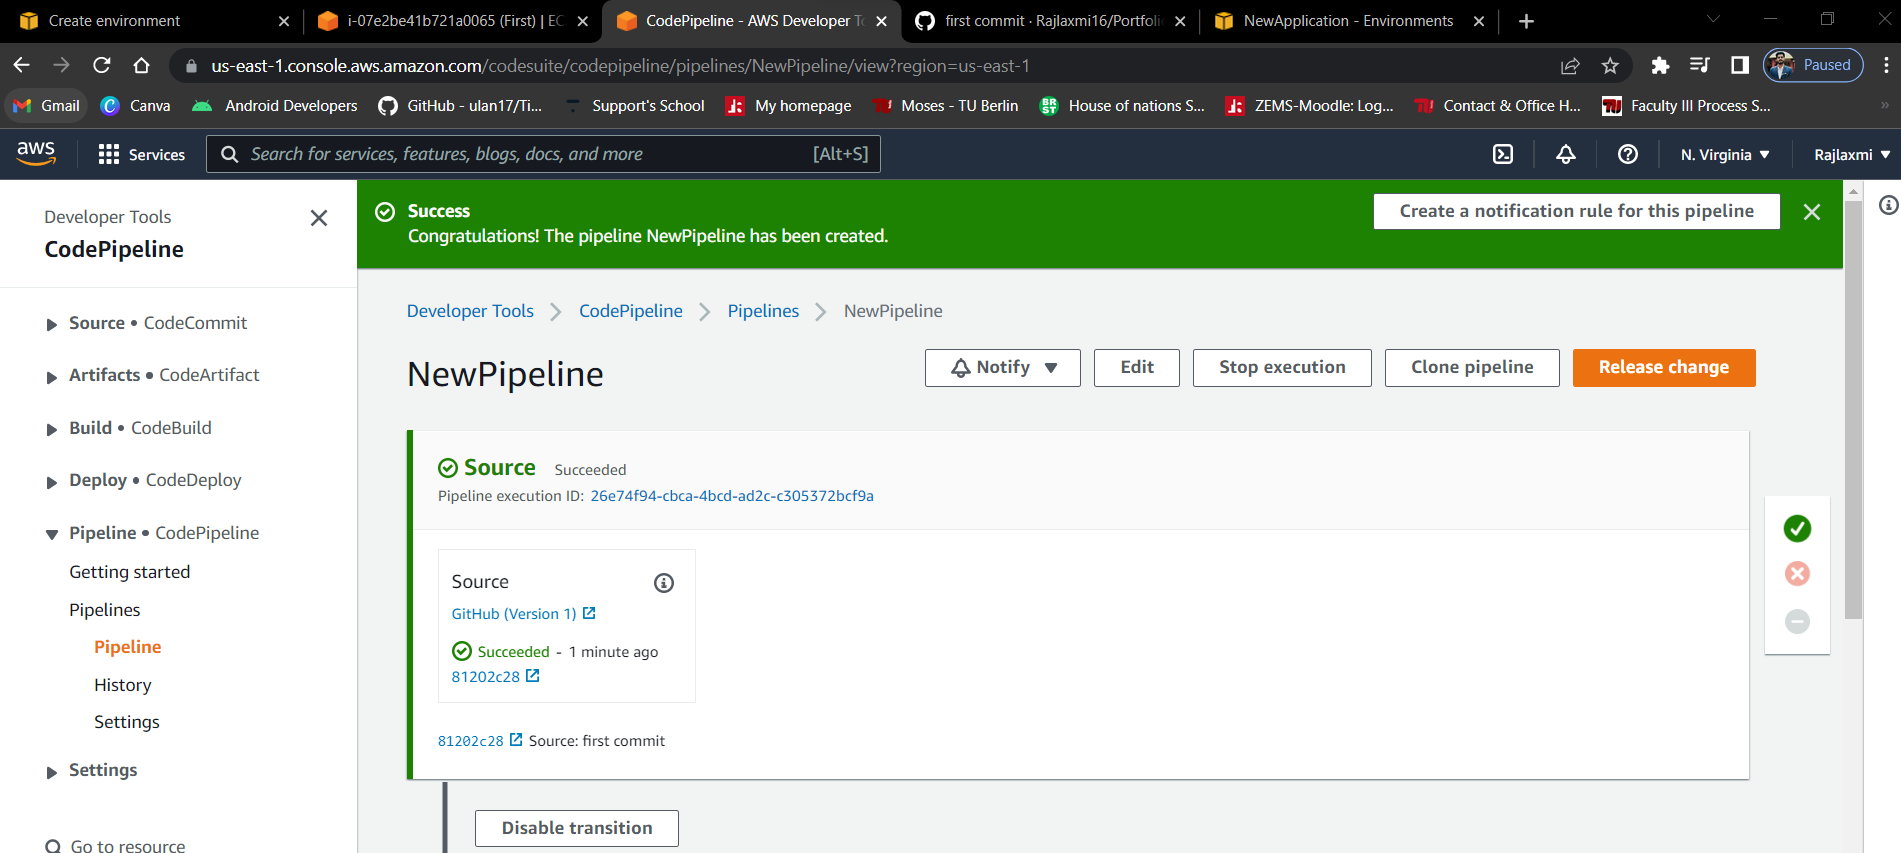 Create environment
i-07e2be41b721a0065 (First) | EC
CodePipeline - AWS Developer To
first commit · Rajlaxmi16/Portfolio
NewApplication - Environments
us-east-1.console.aws.amazon.com/codesuite/codepipeline/pipelines/NewPipeline/view?region=us-east-1
Paused
Gmail
Canva
Android Developers
GitHub - ulan17/Ti...
Support's School
My homepage
Moses - TU Berlin
House of nations S...
ZEMS-Moodle: Log...
Contact & Office H...
Faculty III Process S...
aws
Services
Search for services, features, blogs, docs, and more
[Alt+S]
N. Virginia
Rajlaxmi
Developer Tools
CodePipeline
Source • CodeCommit
Artifacts • CodeArtifact
Build • CodeBuild
Deploy • CodeDeploy
Pipeline • CodePipeline
Getting started
Pipelines
Pipeline
History
Settings
Settings
Go to resource
Success
Congratulations! The pipeline NewPipeline has been created.
Create a notification rule for this pipeline
Developer Tools
CodePipeline
Pipelines
NewPipeline
NewPipeline
Notify
Edit
Stop execution
Clone pipeline
Release change
Source Succeeded
Pipeline execution ID: 26e74f94-cbca-4bcd-ad2c-c305372bcf9a
Source
GitHub (Version 1)
Succeeded - 1 minute ago
81202c28
81202c28 Source: first commit
Disable transition